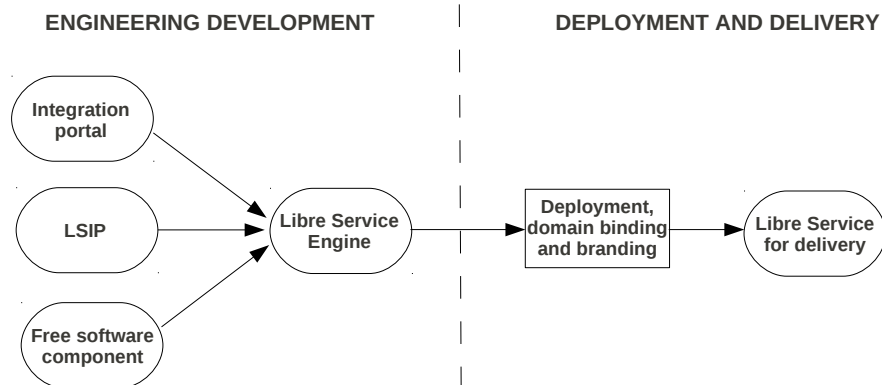 ENGINEERING DEVELOPMENT
DEPLOYMENT AND DELIVERY
Integration
portal
LSIP
Free software
component
Libre Service
Engine
Deployment,
domain binding
and branding
Libre Service
for delivery